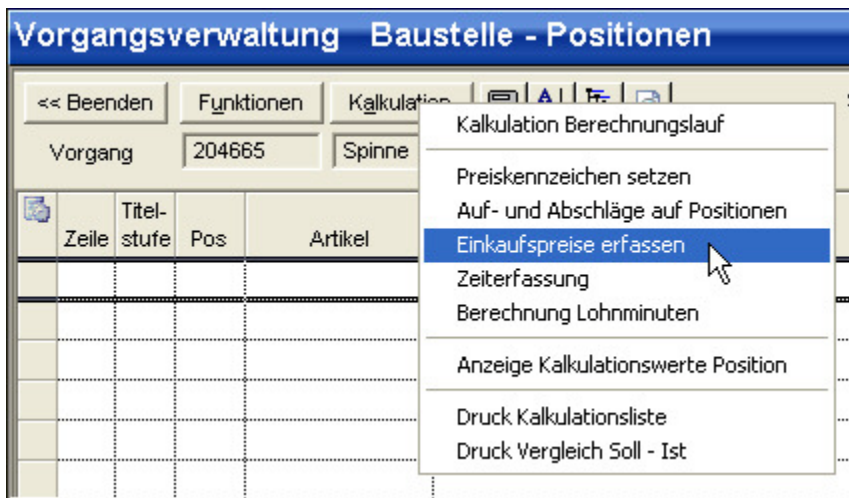 Vorgangsverwaltung Baustelle - Positionen
<< Beenden Funktionen Kalkulation
Vorgang 204665 Spinne
Zeile Titel-stufe Pos Artikel
Kalkulation Berechnungslauf
Preiskennzeichen setzen
Auf- und Abschläge auf Positionen
Einkaufspreise erfassen
Zeiterfassung
Berechnung Lohnminuten
Anzeige Kalkulationswerte Position
Druck Kalkulationsliste
Druck Vergleich Soll - Ist